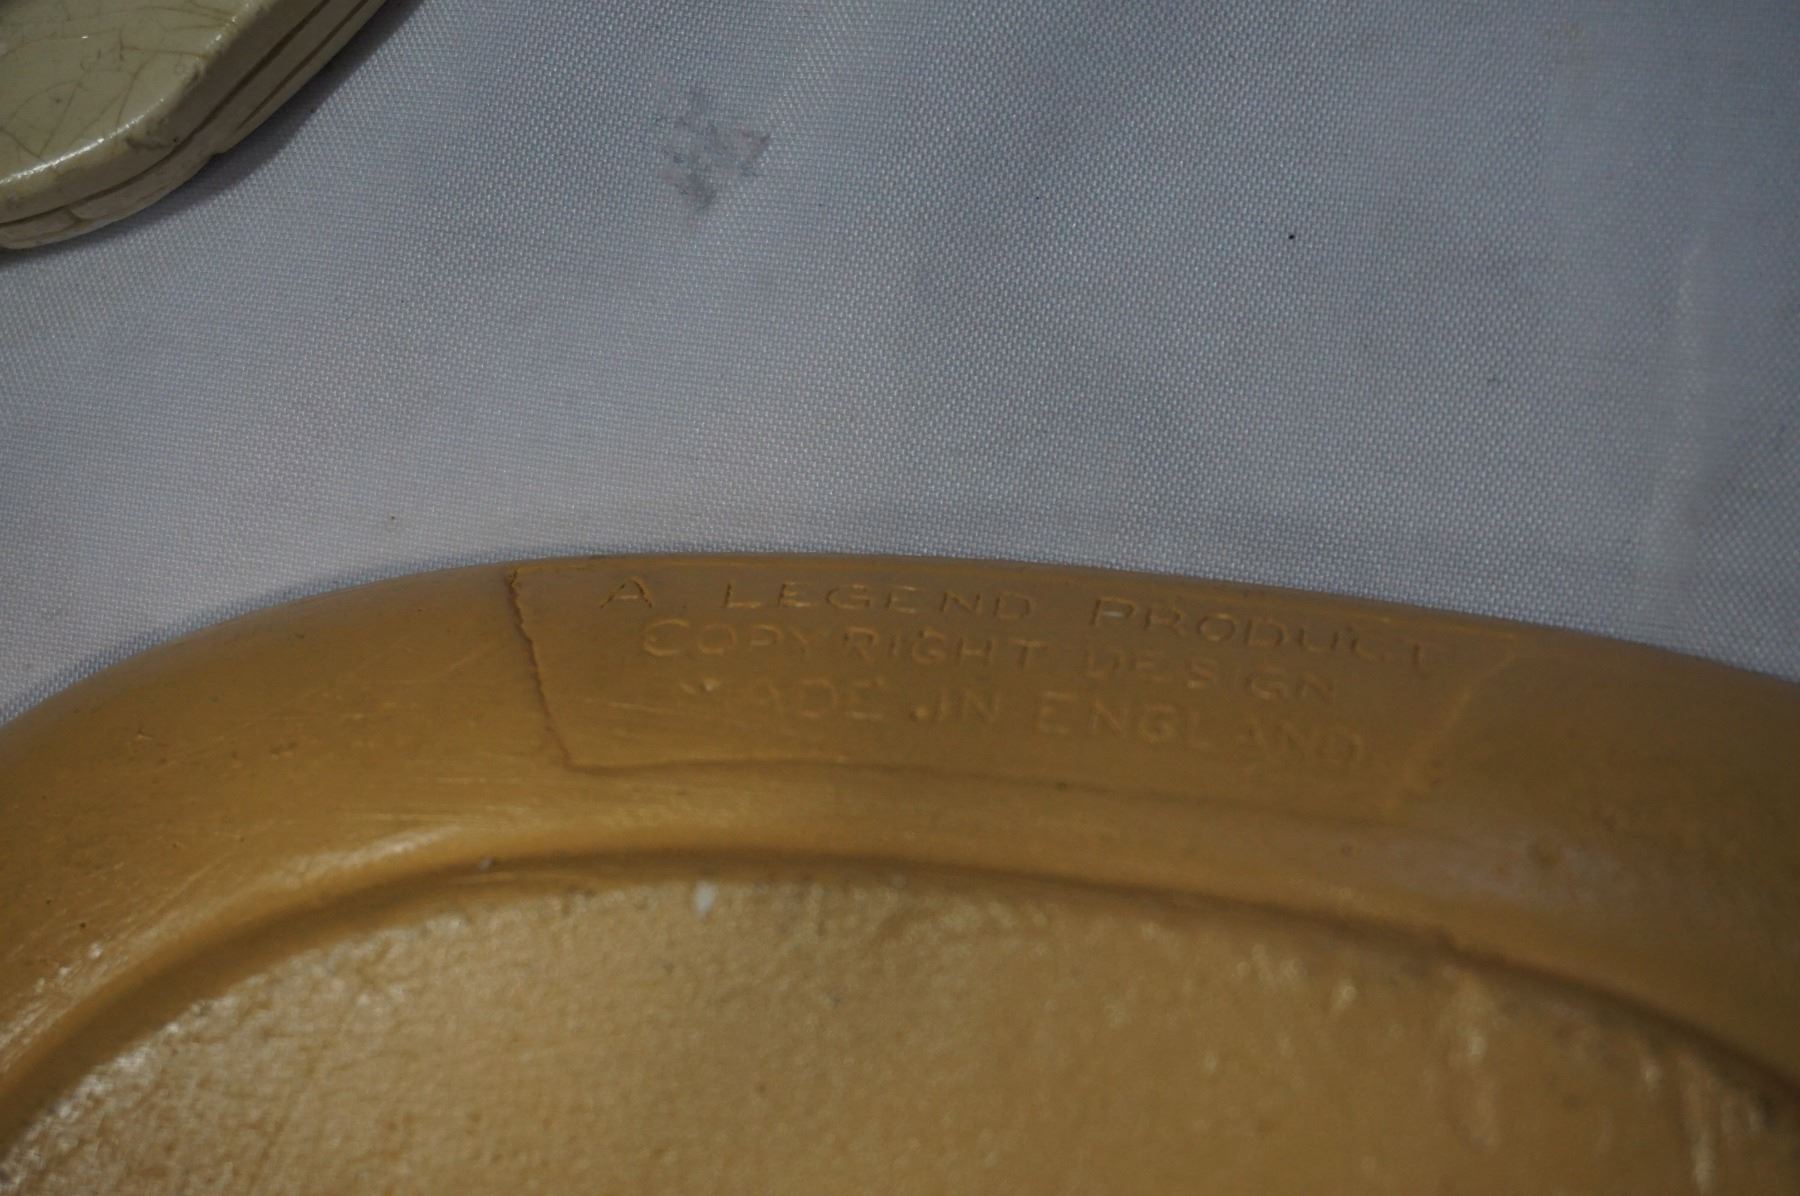 A LEGEND PRODUCT
COPYRIGHT DESIGN
MADE IN ENGLAND